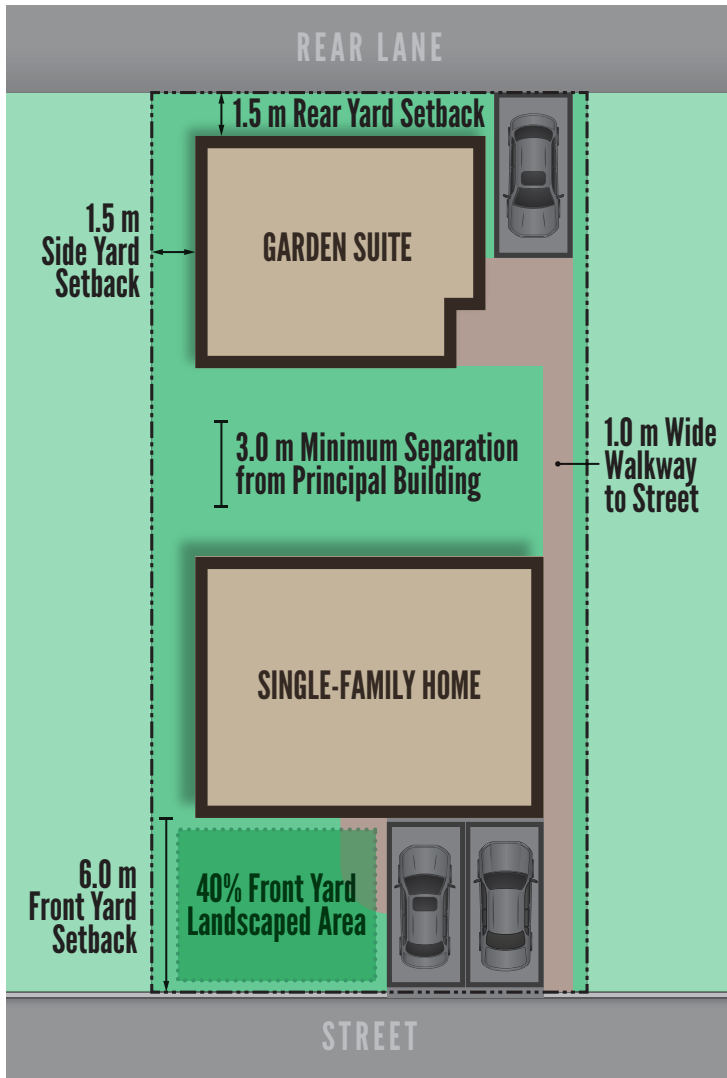 REAR LANE
1.5 m Rear Yard Setback
1.5 m
Side Yard
Setback
GARDEN SUITE
3.0 m Minimum Separation
from Principal Building
1.0 m Wide
Walkway
to Street
SINGLE-FAMILY HOME
6.0 m
Front Yard
Setback
40% Front Yard
Landscaped Area
STREET